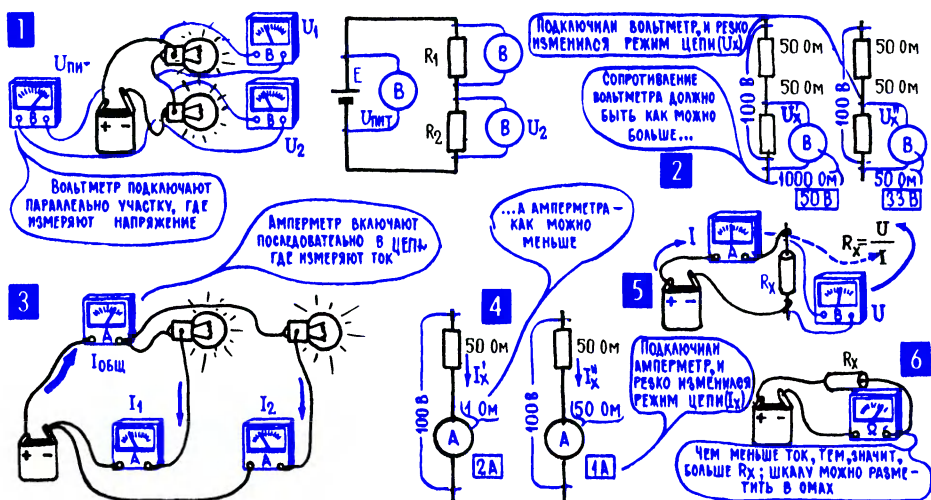 1
Uпит
B
B
U1
B
U2
Вольтметр подключают
параллельно участку, где
измеряют напряжение
E
Uпит
B
R1
B
R2
B
U2
Подключили вольтметр, и резко
изменился режим цепи (Ux)
Сопротивление
вольтметра должно
быть как можно
больше...
2
100 В
50 Ом
50 Ом
U'x
В
1000 Ом
50 В
100 В
50 Ом
50 Ом
U"x
В
50 Ом
33 В
3
Амперметр включают
последовательно в цепь,
где измеряют ток
A
Iобщ
I1
A
I2
A
...а амперметра –
как можно
меньше
4
100 В
50 Ом
I'x
1 Ом
A
2А
100 В
50 Ом
I"x
50 Ом
A
1А
Подключили
амперметр, и
резко изменился
режим цепи (Ix)
5
I
A
Rx
B
U
Rx = U
I
6
Rx
Ω
Чем меньше ток, тем, значит,
больше Rx; шкалу можно разме-
тить в омах